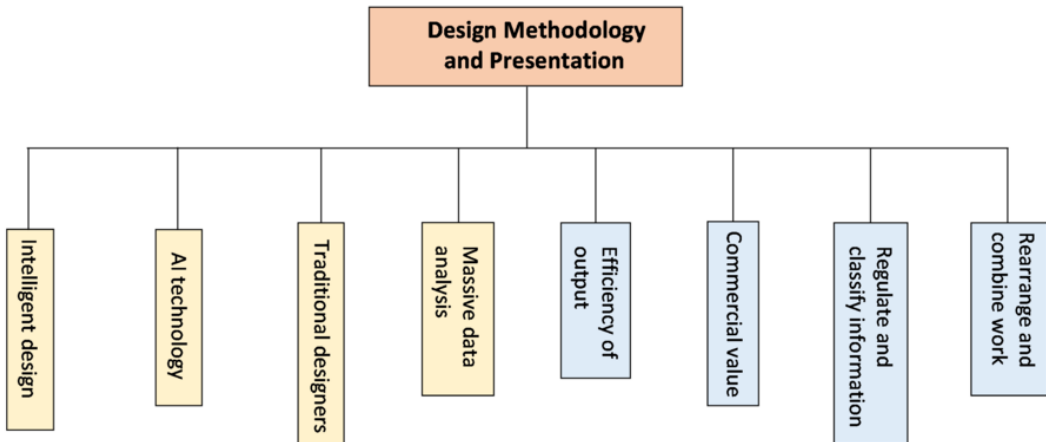 Design Methodology
and Presentation
Intelligent design
AI technology
Traditional designers
Massive data
analysis
Efficiency of
output
Commercial value
Regulate and
classify information
Rearrange and
combine work